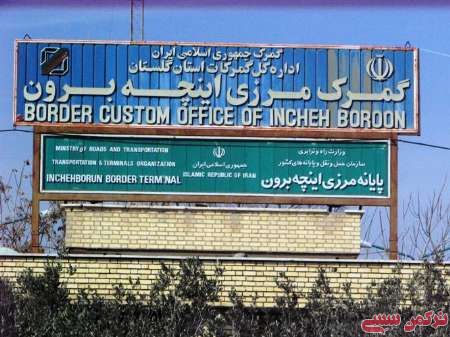 گمرک جمهوری اسلامی ایران
اداره کل گمرکات استان گلستان
گمرک مرزی اینچه برون
BORDER CUSTOM OFFICE OF INCHEH BOROON
وزارت راه و ترابری
سازمان حمل و نقل و پایانه های کشور
پایانه مرزی اینچه برون
جمهوری اسلامی ایران
ISLAMIC REPUBLIC OF IRAN
MINISTRY of ROADS AND TRANSPORTATION
TRANSPORTATION & TERMINALS ORGANIZATION
INCHEHBORUN BORDER TERMINAL
ترکمن سسی